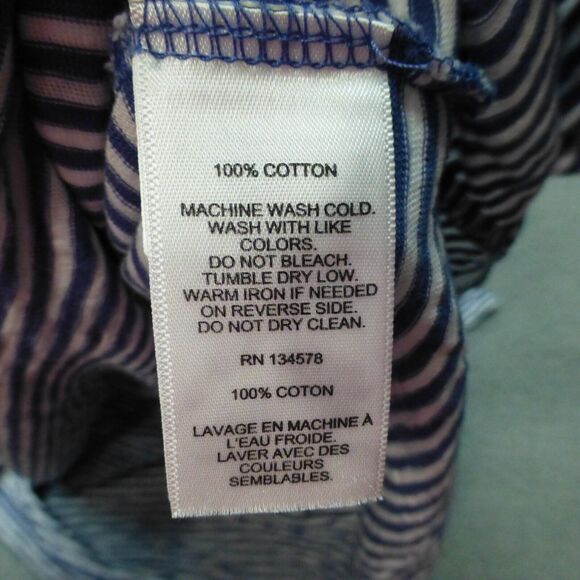 100% COTTON
MACHINE WASH COLD.
WASH WITH LIKE
COLORS.
DO NOT BLEACH.
TUMBLE DRY LOW.
WARM IRON IF NEEDED
ON REVERSE SIDE.
DO NOT DRY CLEAN.
RN 134578
100% COTON
LAVAGE EN MACHINE À
L'EAU FROIDE.
LAVER AVEC DES
COULEURS
SEMBLABLES.